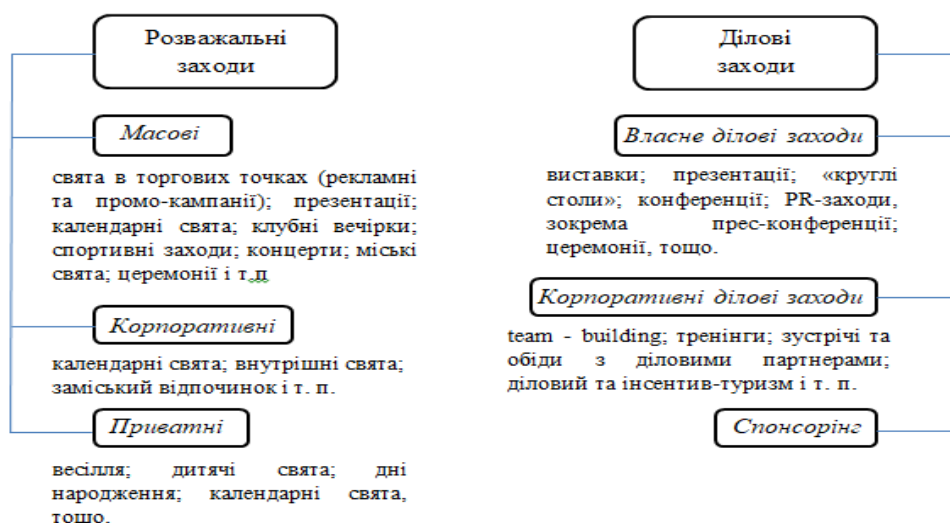 Розважальні
заходи
Масові
свята в торгових точках (рекламні
та промо-кампанії); презентації;
календарні свята; клубні вечірки;
спортивні заходи; концерти; міські
свята; церемонії і т.п
Корпоративні
календарні свята; внутрішні свята;
заміський відпочинок і т. п.
Приватні
весілля; дитячі свята; дні
народження; календарні свята,
тощо.
Ділові
заходи
Власне ділові заходи
виставки; презентації; «круглі
столи»; конференції; PR-заходи,
зокрема прес-конференції;
церемонії, тощо.
Корпоративні ділові заходи
team - building; тренінги; зустрічі та
обіди з діловими партнерами;
діловий та інсентив-туризм і т. п.
Спонсорінг